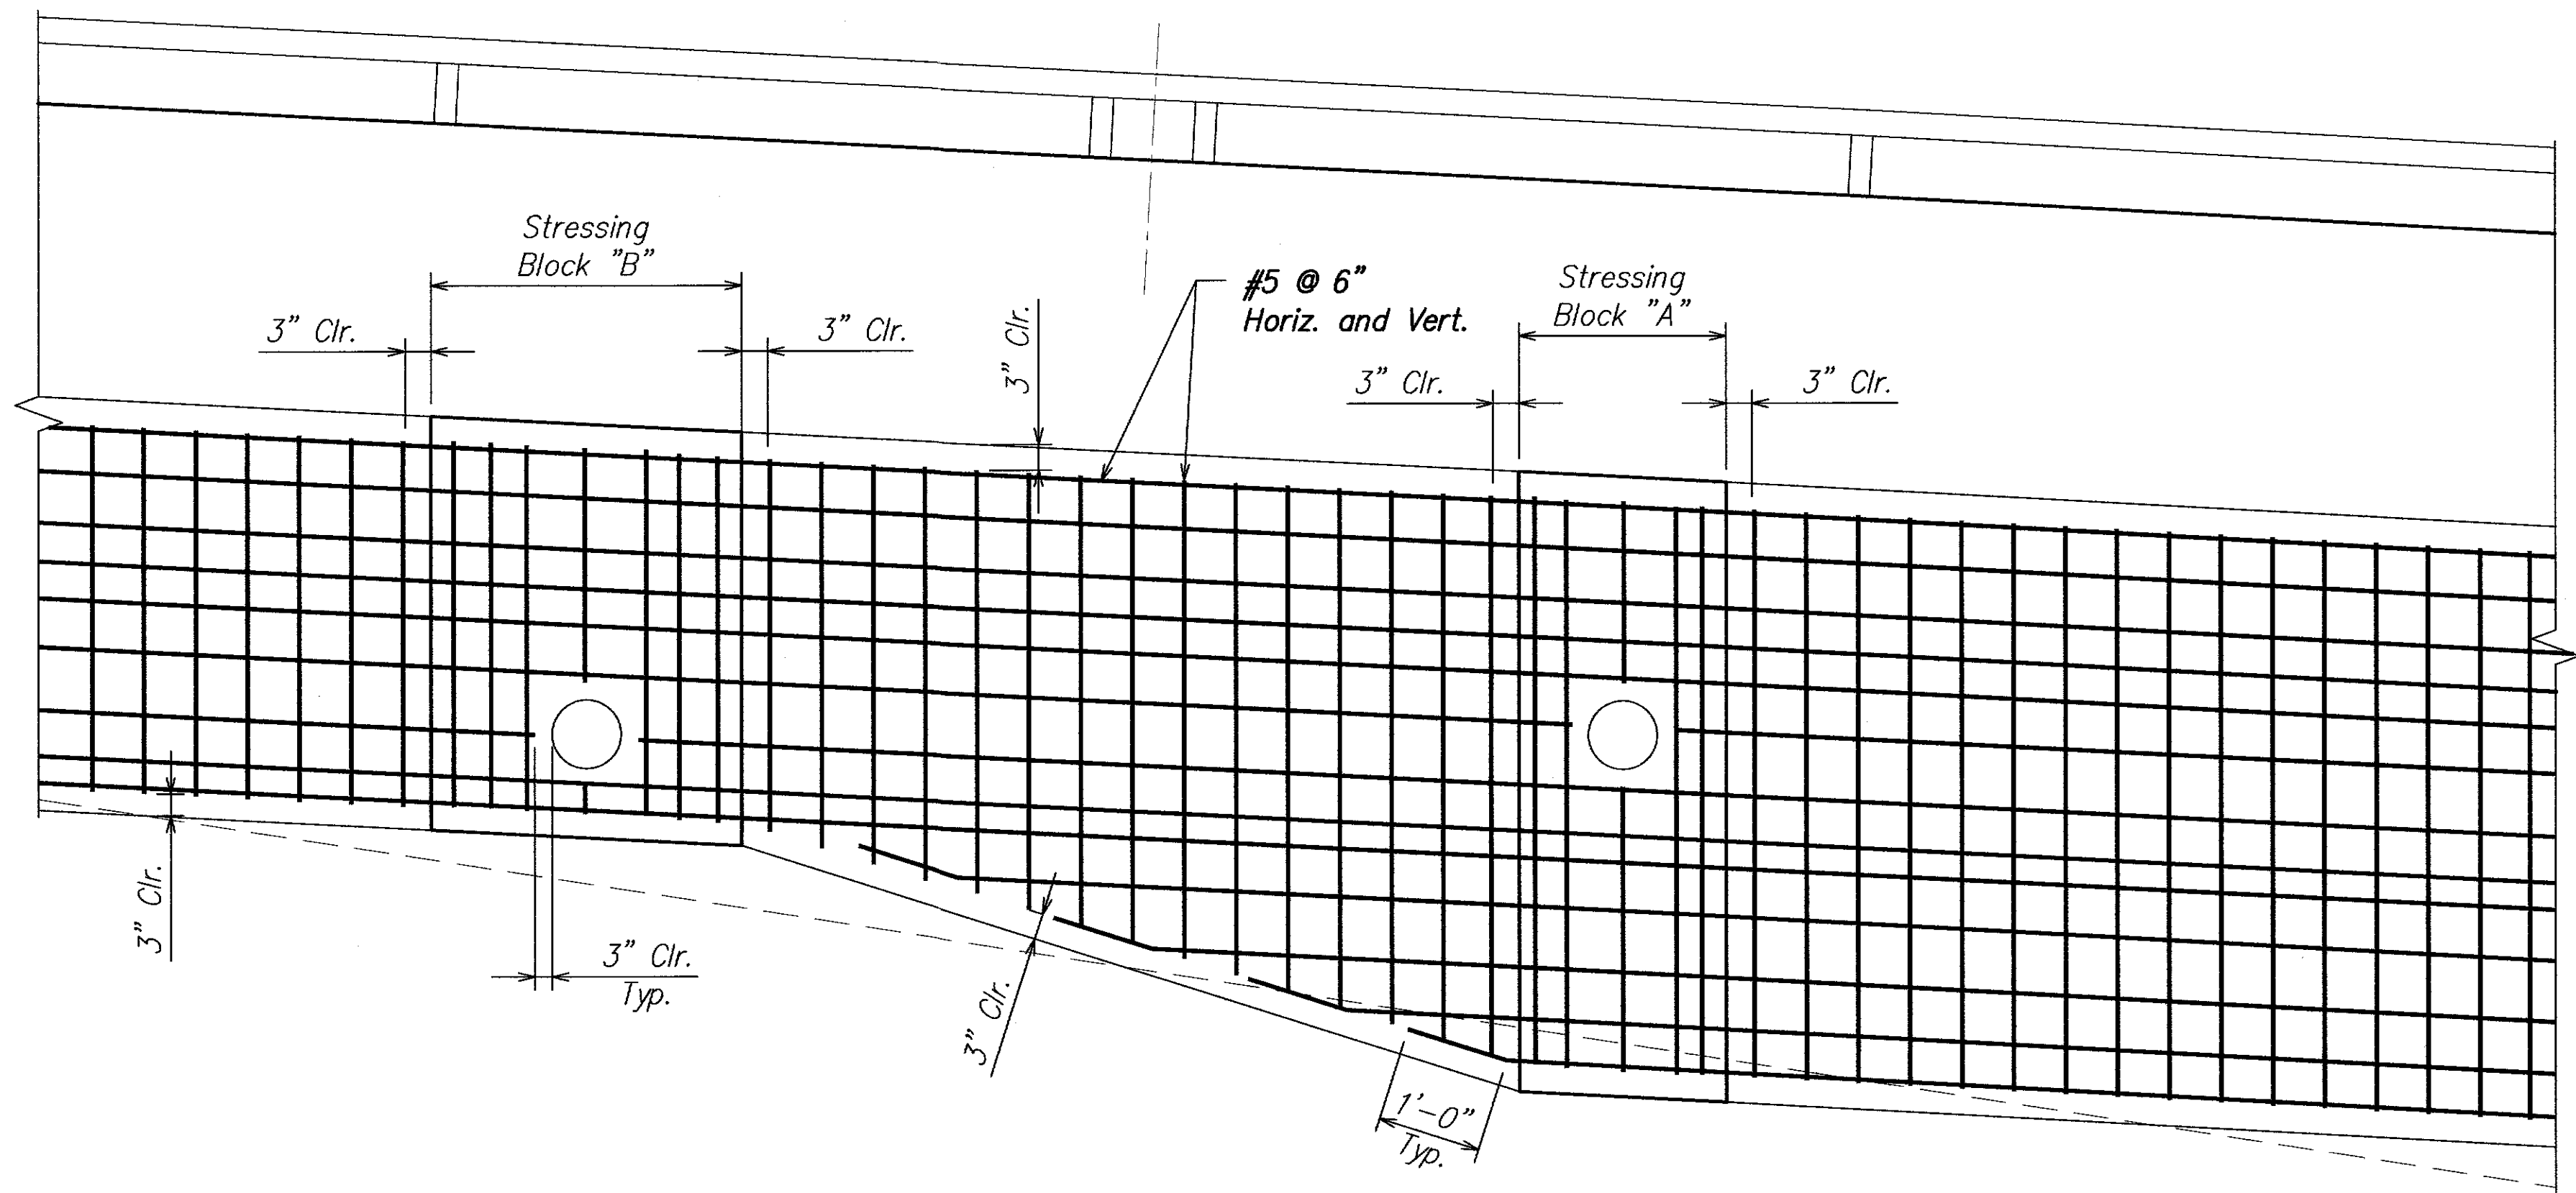 Stressing
Block "B"
#5 @ 6"
Horiz. and Vert.
Stressing
Block "A"
3" Clr.
3" Clr.
3" Clr.
3" Clr.
3" Clr.
3" Clr.
3" Clr.
Typ.
3" Clr.
1'-0"
Typ.